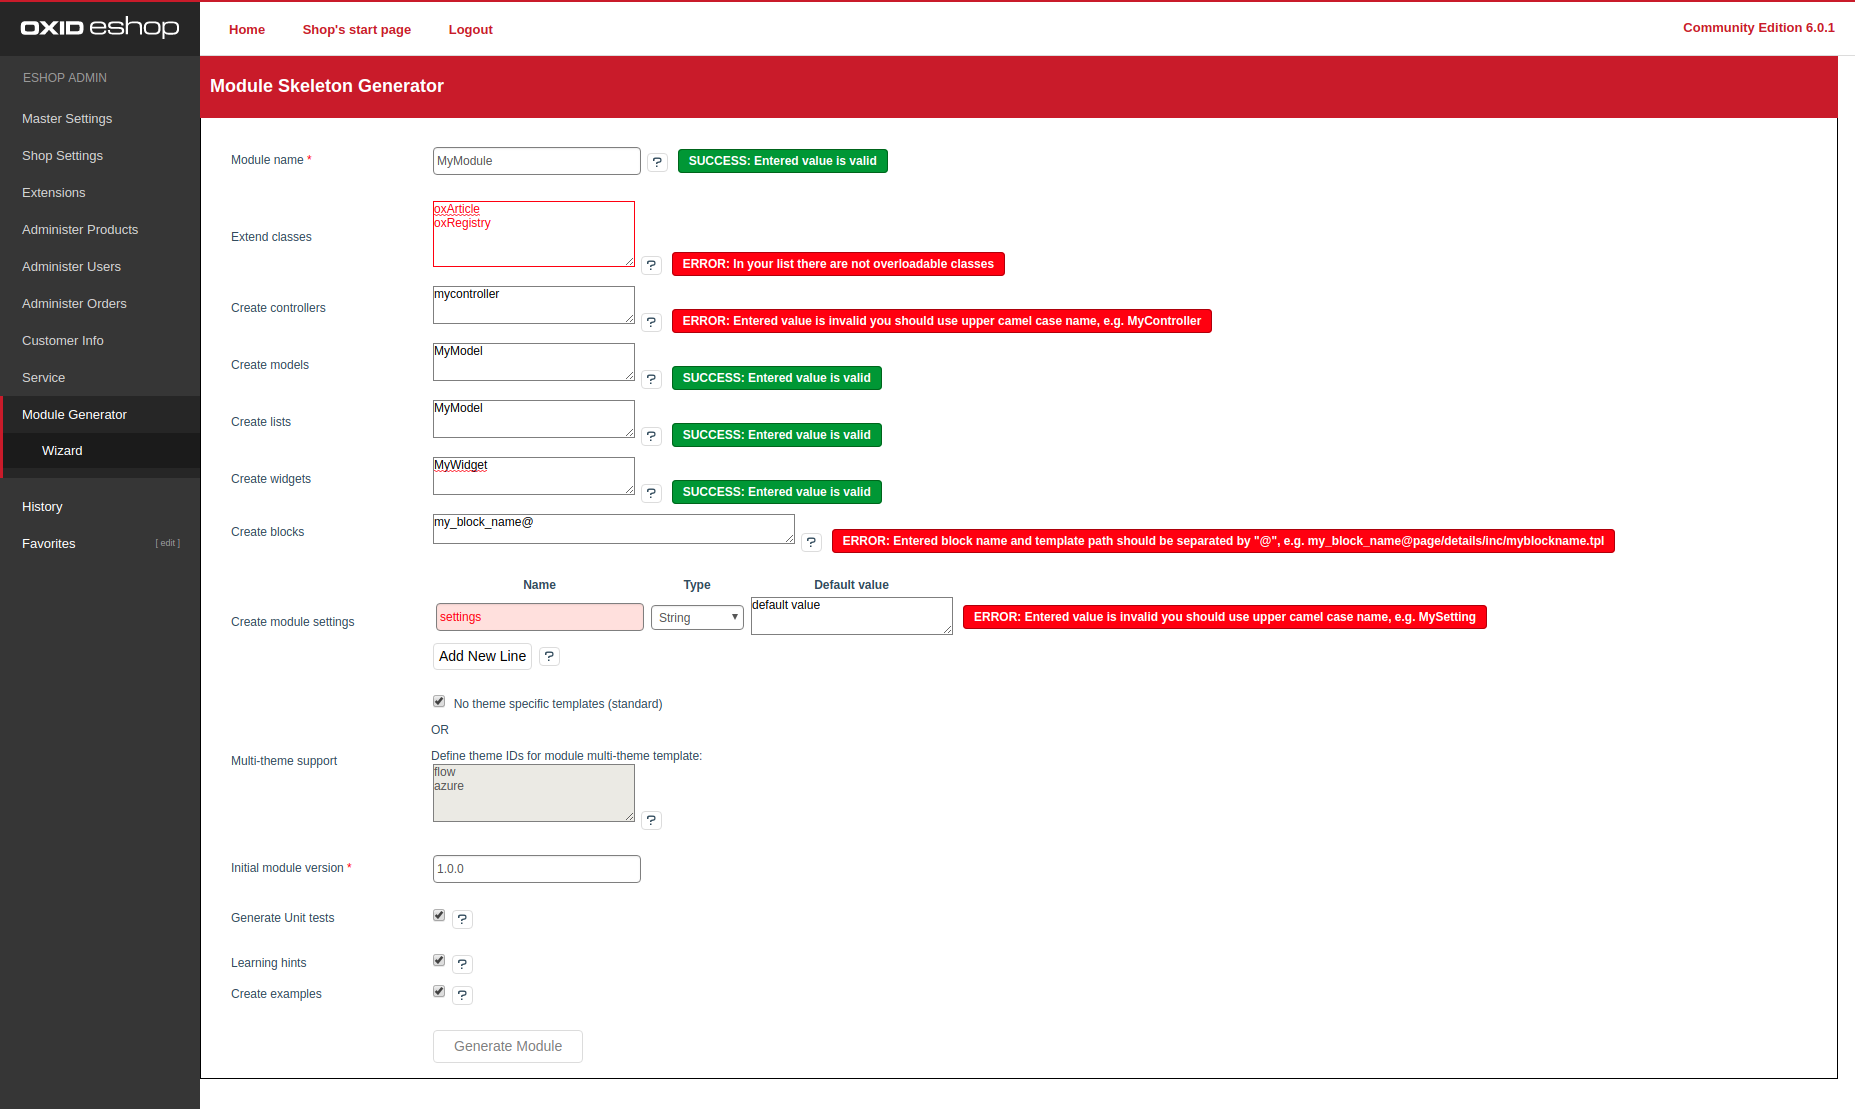 OXID eshop
Home
Shop's start page
Logout
Community Edition 6.0.1
ESHOP ADMIN
Master Settings
Shop Settings
Extensions
Administer Products
Administer Users
Administer Orders
Customer Info
Service
Module Generator
Wizard
History
Favorites
[ edit ]
Module Skeleton Generator
Module name *
MyModule
?
SUCCESS: Entered value is valid
Extend classes
oxArticle
oxRegistry
?
ERROR: In your list there are not overloadable classes
Create controllers
mycontroller
?
ERROR: Entered value is invalid you should use upper camel case name, e.g. MyController
Create models
MyModel
?
SUCCESS: Entered value is valid
Create lists
MyModel
?
SUCCESS: Entered value is valid
Create widgets
MyWidget
?
SUCCESS: Entered value is valid
Create blocks
my_block_name@
?
ERROR: Entered block name and template path should be separated by "@", e.g. my_block_name@page/details/inc/myblockname.tpl
Name
Type
Default value
Create module settings
settings
String
default value
ERROR: Entered value is invalid you should use upper camel case name, e.g. MySetting
Add New Line
?
No theme specific templates (standard)
OR
Multi-theme support
Define theme IDs for module multi-theme template:
flow
azure
?
Initial module version *
1.0.0
Generate Unit tests
?
Learning hints
?
Create examples
?
Generate Module